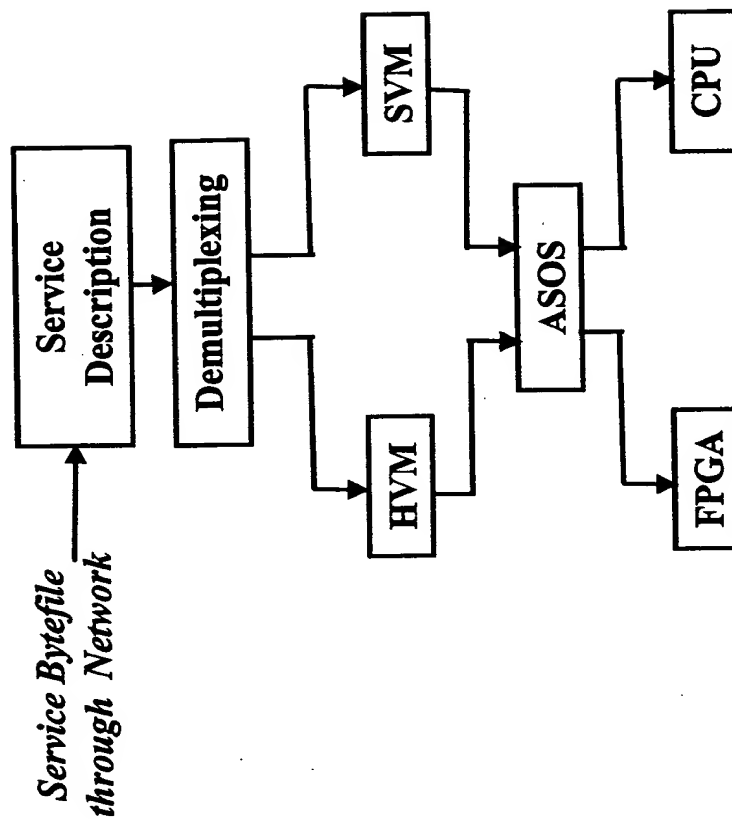 Service Bytefile
through Network
Service
Description
Demultiplexing
HVM
SVM
ASOS
FPGA
CPU